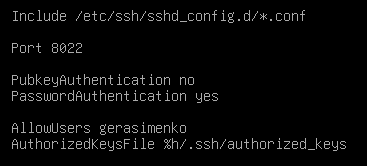 Include /etc/ssh/sshd_config.d/*.conf
Port 8022
PubkeyAuthentication no
PasswordAuthentication yes
AllowUsers gerasimenko
AuthorizedKeysFile %h/.ssh/authorized_keys